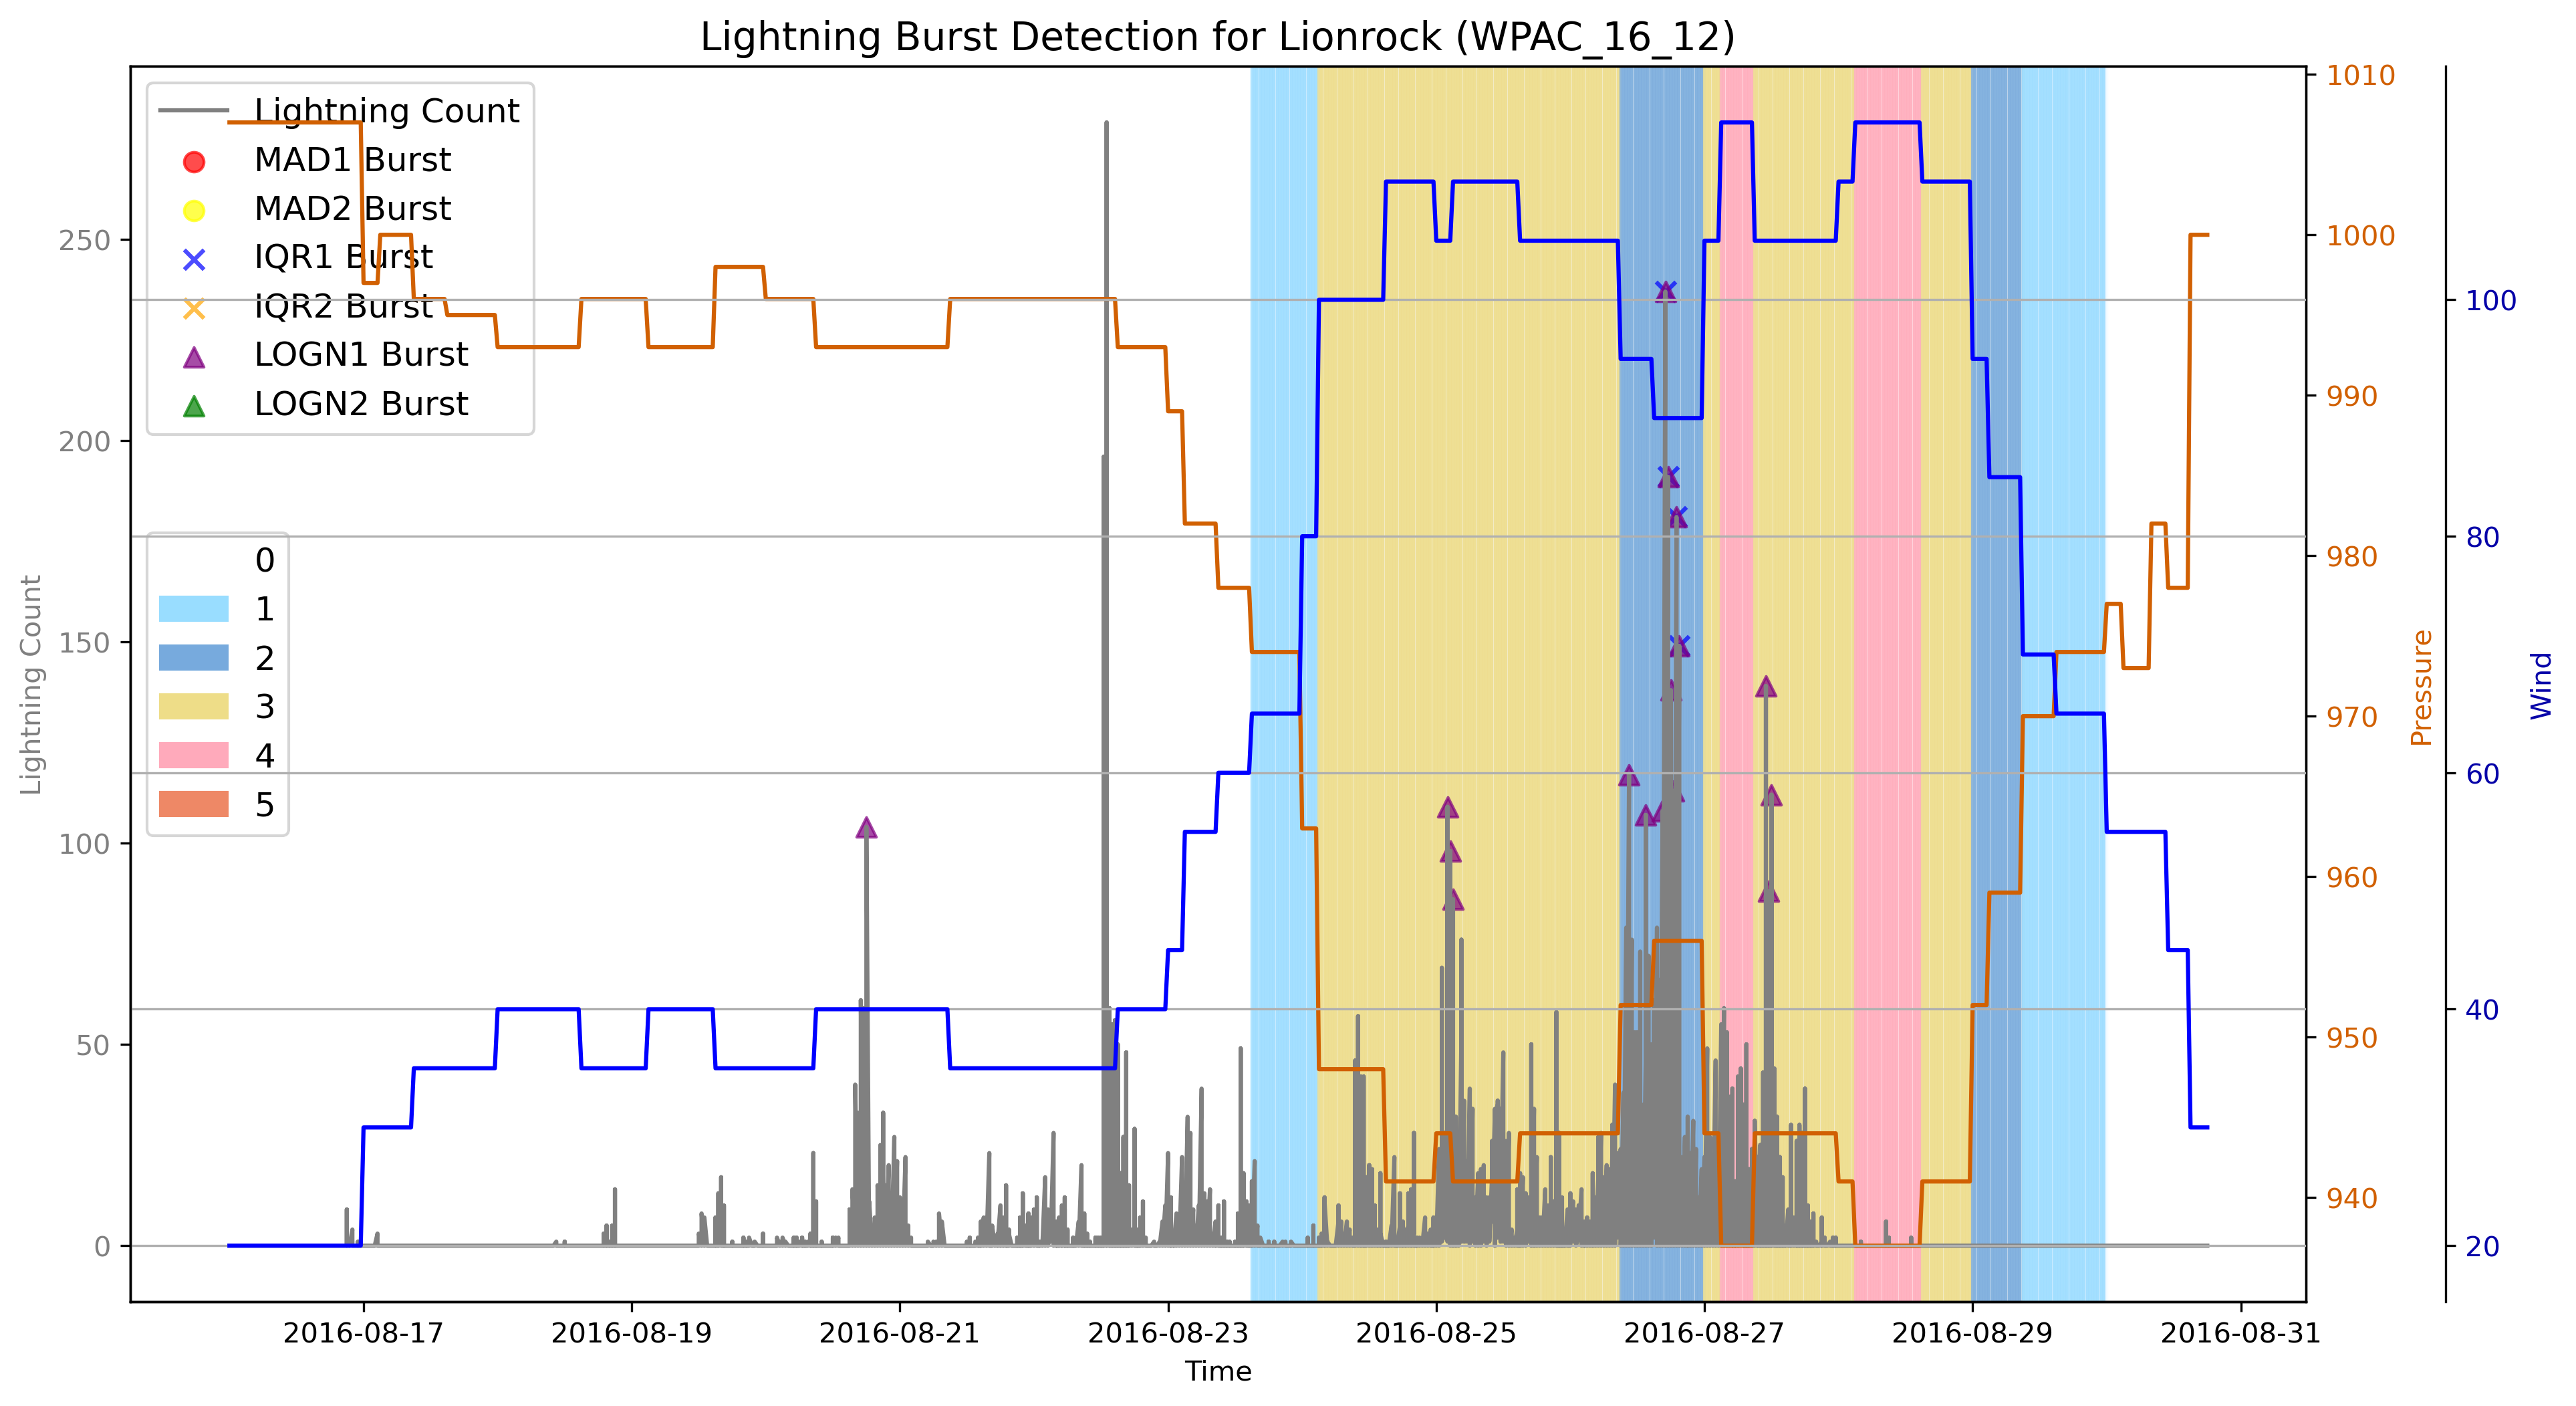 Lightning Burst Detection for Lionrock (WPAC_16_12)
Lightning Count
MAD1 Burst
MAD2 Burst
IQR1 Burst
IQR2 Burst
LOGN1 Burst
LOGN2 Burst
0
1
2
3
4
5
Lightning Count
250
200
150
100
50
0
1010
1000
990
980
970
960
950
940
Pressure
100
80
60
40
20
Wind
2016-08-17
2016-08-19
2016-08-21
2016-08-23
2016-08-25
2016-08-27
2016-08-29
2016-08-31
Time